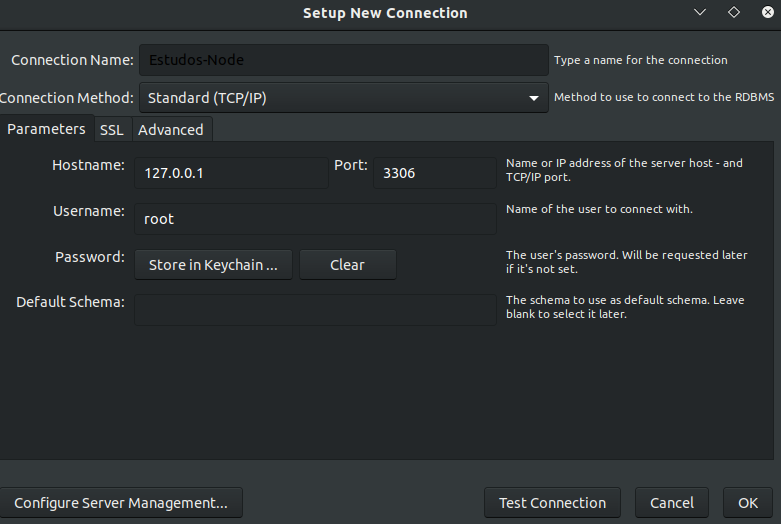 Setup New Connection
Connection Name: Estudos-Node Type a name for the connection
Connection Method: Standard (TCP/IP) Method to use to connect to the RDBMS
Parameters SSL Advanced
Hostname: 127.0.0.1 Port: 3306 Name or IP address of the server host - and
TCP/IP port.
Username: root Name of the user to connect with.
Password: Store in Keychain ... Clear The user's password. Will be requested later
if it's not set.
Default Schema: The schema to use as default schema. Leave
blank to select it later.
Configure Server Management... Test Connection Cancel OK